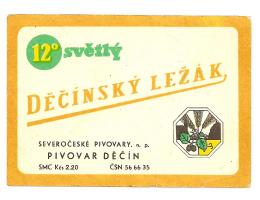 12° světlý
DĚČÍNSKÝ LEŽÁK
SEVEROČESKÉ PIVOVARY, n. p.
PIVOVAR DĚČÍN
SMC Kčs 2,20 ČSN 56 66 35